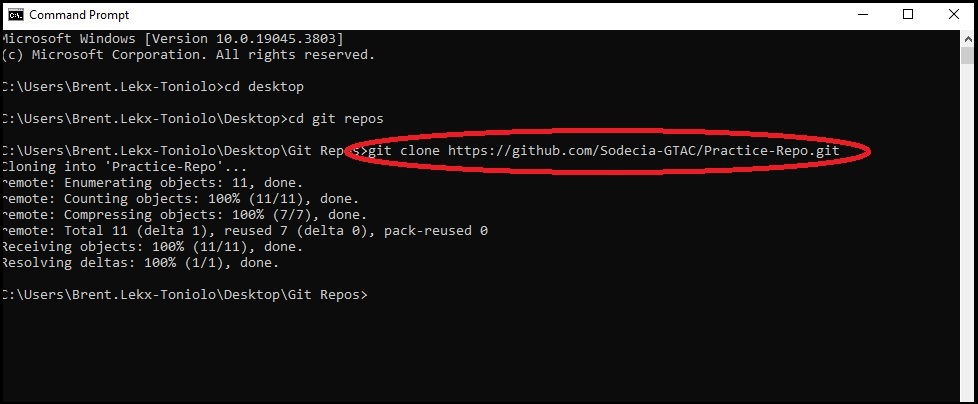 Command Prompt
Microsoft Windows [Version 10.0.19045.3803]
(c) Microsoft Corporation. All rights reserved.
C:\Users\Brent.Lekx-Toniolo>cd desktop
C:\Users\Brent.Lekx-Toniolo\Desktop>cd git repos
C:\Users\Brent.Lekx-Toniolo\Desktop\Git Repos>git clone https://github.com/Sodecia-GTAC/Practice-Repo.git
Cloning into 'Practice-Repo'...
remote: Enumerating objects: 11, done.
remote: Counting objects: 100% (11/11), done.
remote: Compressing objects: 100% (7/7), done.
remote: Total 11 (delta 1), reused 7 (delta 0), pack-reused 0
Receiving objects: 100% (11/11), done.
Resolving deltas: 100% (1/1), done.
C:\Users\Brent.Lekx-Toniolo\Desktop\Git Repos>